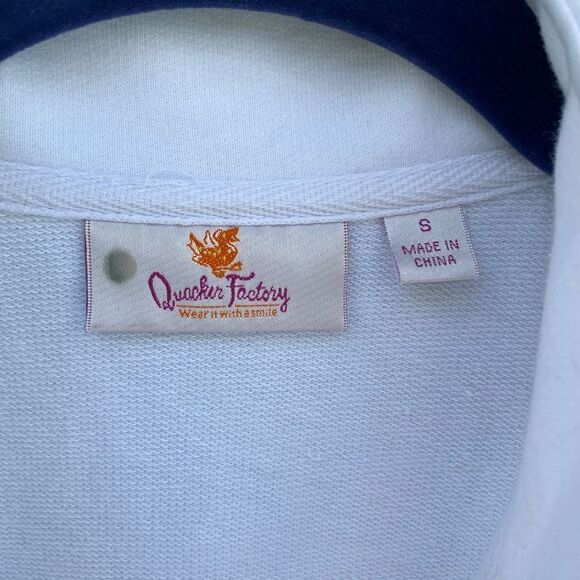 Quacker Factory
Wear it with a smile
S
MADE IN
CHINA